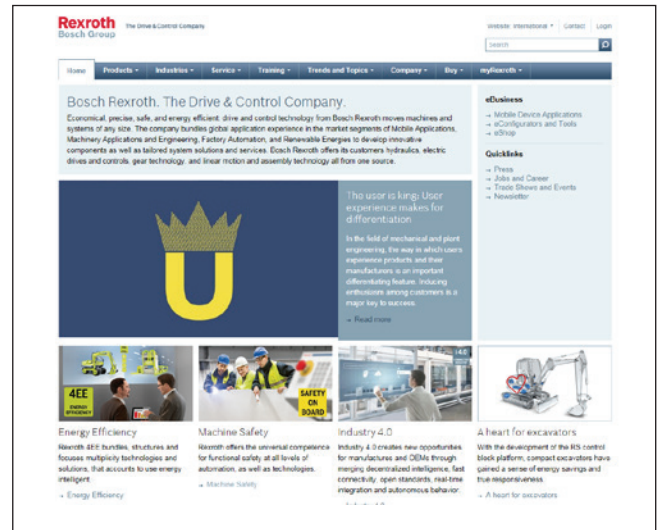 Rexroth
Bosch Group
The Drive & Control Company
Website: International
Contact
Login
Search
Home
Products
Industries
Service
Training
Trends and Topics
Company
Buy
myRexroth
Bosch Rexroth. The Drive & Control Company.
Economical, precise, safe, and energy efficient: drive and control technology from Bosch Rexroth moves machines and
systems of any size. The company bundles global application experience in the market segments of Mobile Applications,
Machinery Applications and Engineering, Factory Automation, and Renewable Energies to develop innovative
components as well as tailored system solutions and services. Bosch Rexroth offers its customers hydraulics, electric
drives and controls, gear technology, and linear motion and assembly technology all from one source.
eBusiness
→ Mobile Device Applications
→ eConfigurators and Tools
→ eShop
Quicklinks
→ Press
→ Jobs and Career
→ Trade Shows and Events
→ Newsletter
U
The user is king: User
experience makes for
differentiation
In the field of mechanical and plant
engineering, the way in which users
experience products and their
manufacturers is an important
differentiating feature. Inducing
enthusiasm among customers is a
major key to success.
→ Read more
4EE
ENERGY
EFFICIENCY
SAFETY
ON
BOARD
Energy Efficiency
Rexroth 4EE bundles, structures and
focuses multiplicity technologies and
solutions, that accounts to use energy
intelligent.
→ Energy Efficiency
Machine Safety
Rexroth offers the universal competence
for functional safety, at all levels of
automation, as well as technologies.
→ Machine Safety
Industry 4.0
Industry 4.0 creates new opportunities
for manufactures and OEMs through
merging decentralized intelligence, fast
connectivity, open standards, real-time
integration and autonomous behavior.
A heart for excavators
With the development of the RS control
block platform, compact excavators have
gained a sense of energy savings and
true responsiveness.
→ A heart for excavators